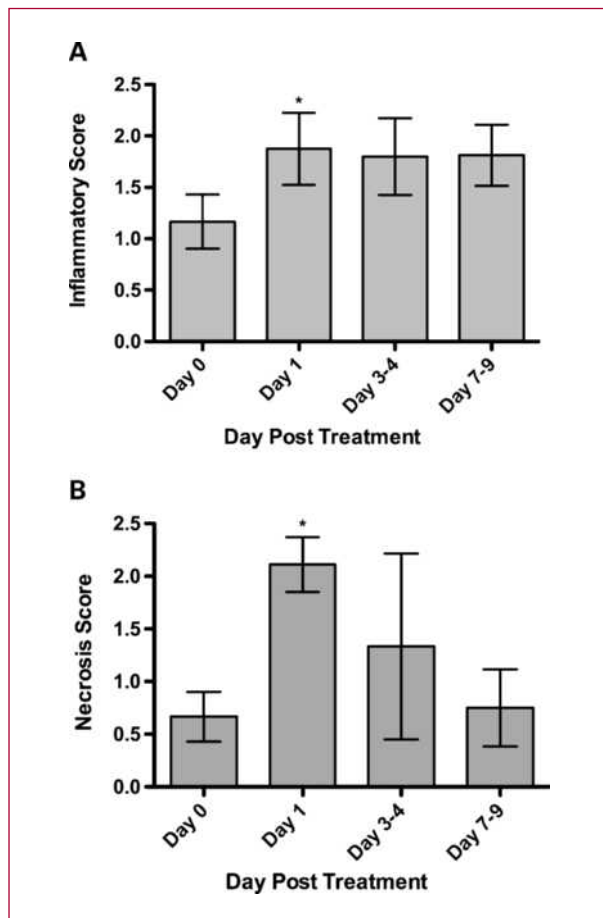 A
Inflammatory Score
2.5
2.0
1.5
1.0
0.5
0.0
*
Day 0
Day 1
Day 3-4
Day 7-9
Day Post Treatment
B
Necrosis Score
2.5
2.0
1.5
1.0
0.5
0.0
*
Day 0
Day 1
Day 3-4
Day 7-9
Day Post Treatment